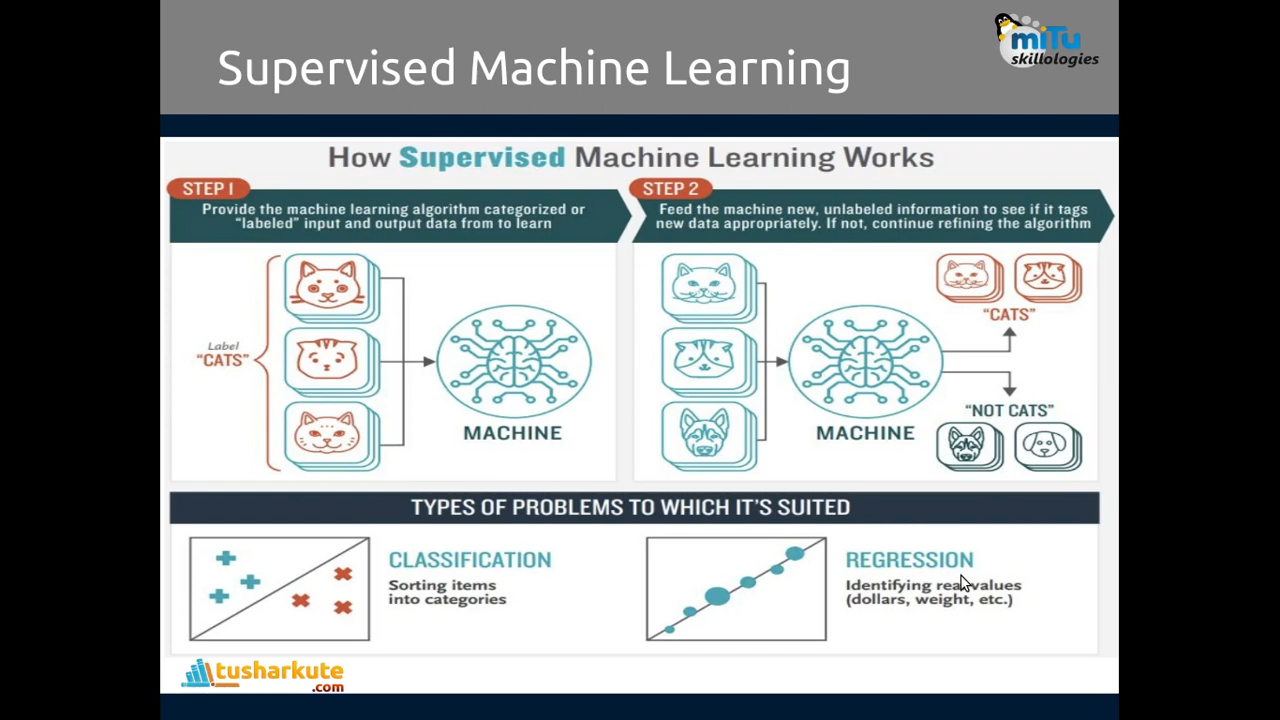 Supervised Machine Learning
miTu
skillologies
How Supervised Machine Learning Works
STEP 1
Provide the machine learning algorithm categorized or
"labeled" input and output data from to learn
Label
"CATS"
MACHINE
STEP 2
Feed the machine new, unlabeled information to see if it tags
new data appropriately. If not, continue refining the algorithm
MACHINE
"CATS"
"NOT CATS"
TYPES OF PROBLEMS TO WHICH IT'S SUITED
CLASSIFICATION
Sorting items
into categories
REGRESSION
Identifying real values
(dollars, weight, etc.)
tusharkute
.com